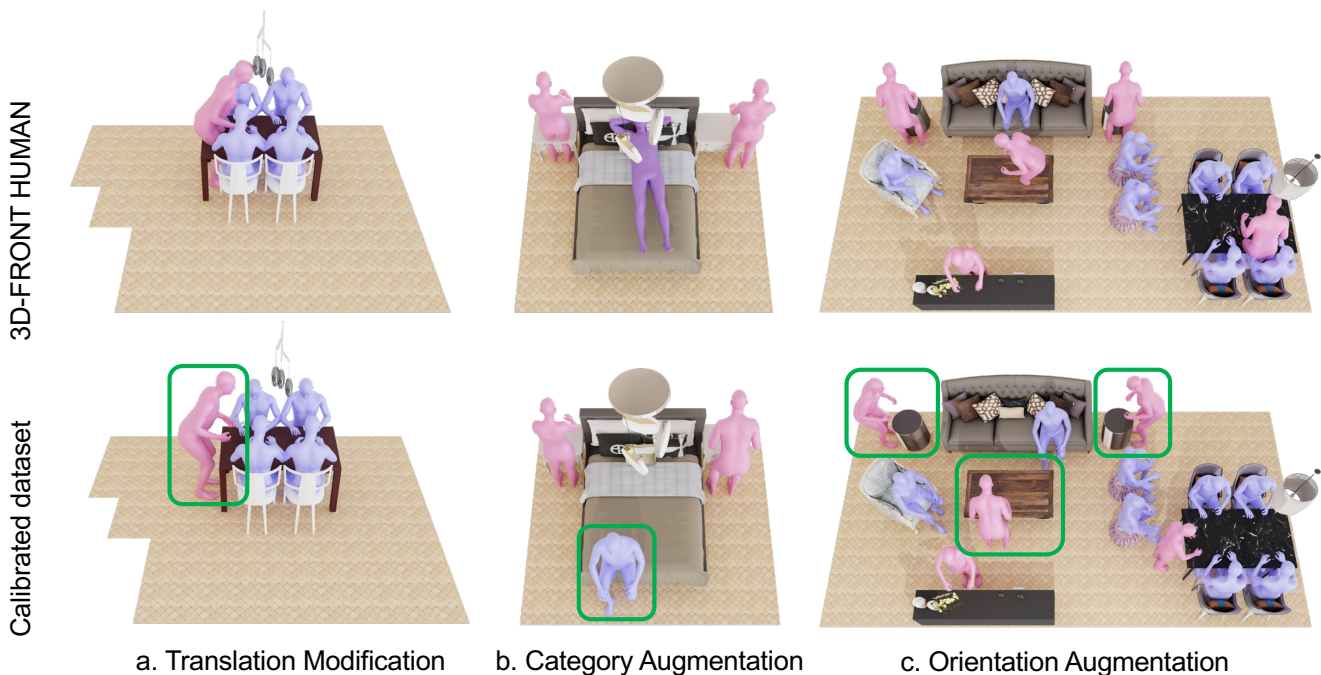 3D-FRONT HUMAN
Calibrated dataset
a. Translation Modification
b. Category Augmentation
c. Orientation Augmentation